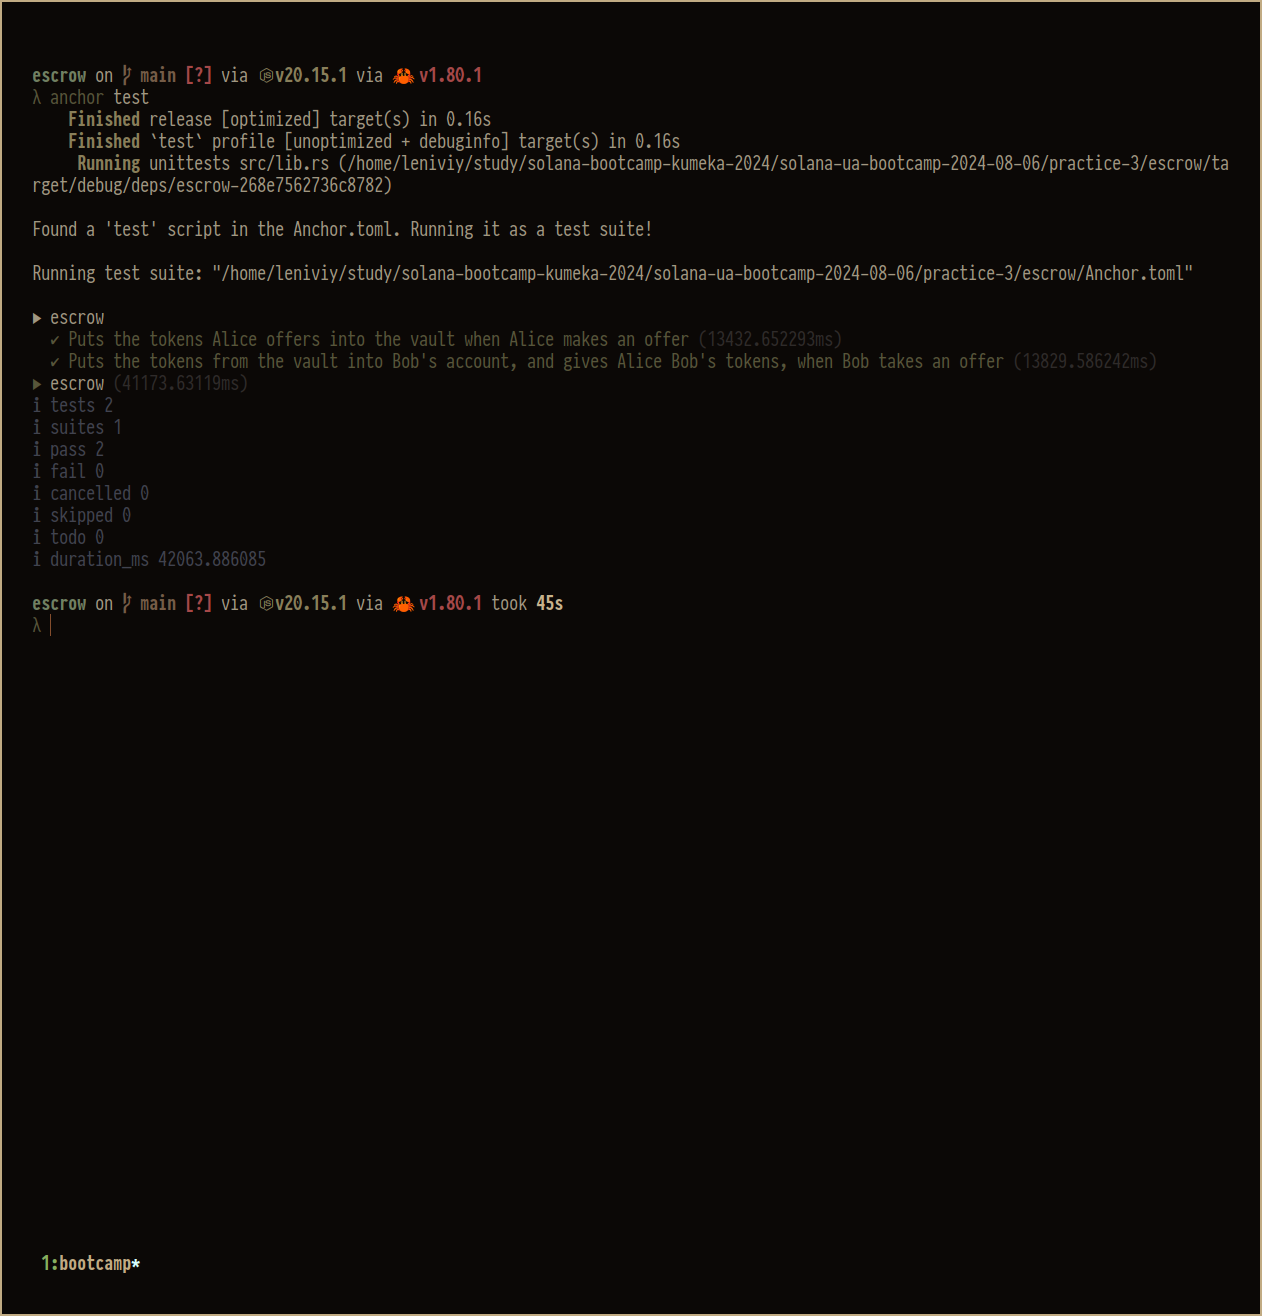 escrow on main [?] via v20.15.1 via 🦀 v1.80.1
λ anchor test
    Finished release [optimized] target(s) in 0.16s
    Finished `test` profile [unoptimized + debuginfo] target(s) in 0.16s
     Running unittests src/lib.rs (/home/leniviy/study/solana-bootcamp-kumeka-2024/solana-ua-bootcamp-2024-08-06/practice-3/escrow/ta
rget/debug/deps/escrow-268e7562736c8782)
Found a 'test' script in the Anchor.toml. Running it as a test suite!
Running test suite: "/home/leniviy/study/solana-bootcamp-kumeka-2024/solana-ua-bootcamp-2024-08-06/practice-3/escrow/Anchor.toml"
▶ escrow
  ✔ Puts the tokens Alice offers into the vault when Alice makes an offer (13432.652293ms)
  ✔ Puts the tokens from the vault into Bob's account, and gives Alice Bob's tokens, when Bob takes an offer (13829.586242ms)
▶ escrow (41173.63119ms)
i tests 2
i suites 1
i pass 2
i fail 0
i cancelled 0
i skipped 0
i todo 0
i duration_ms 42063.886085
escrow on main [?] via v20.15.1 via 🦀 v1.80.1 took 45s
λ
1:bootcamp*